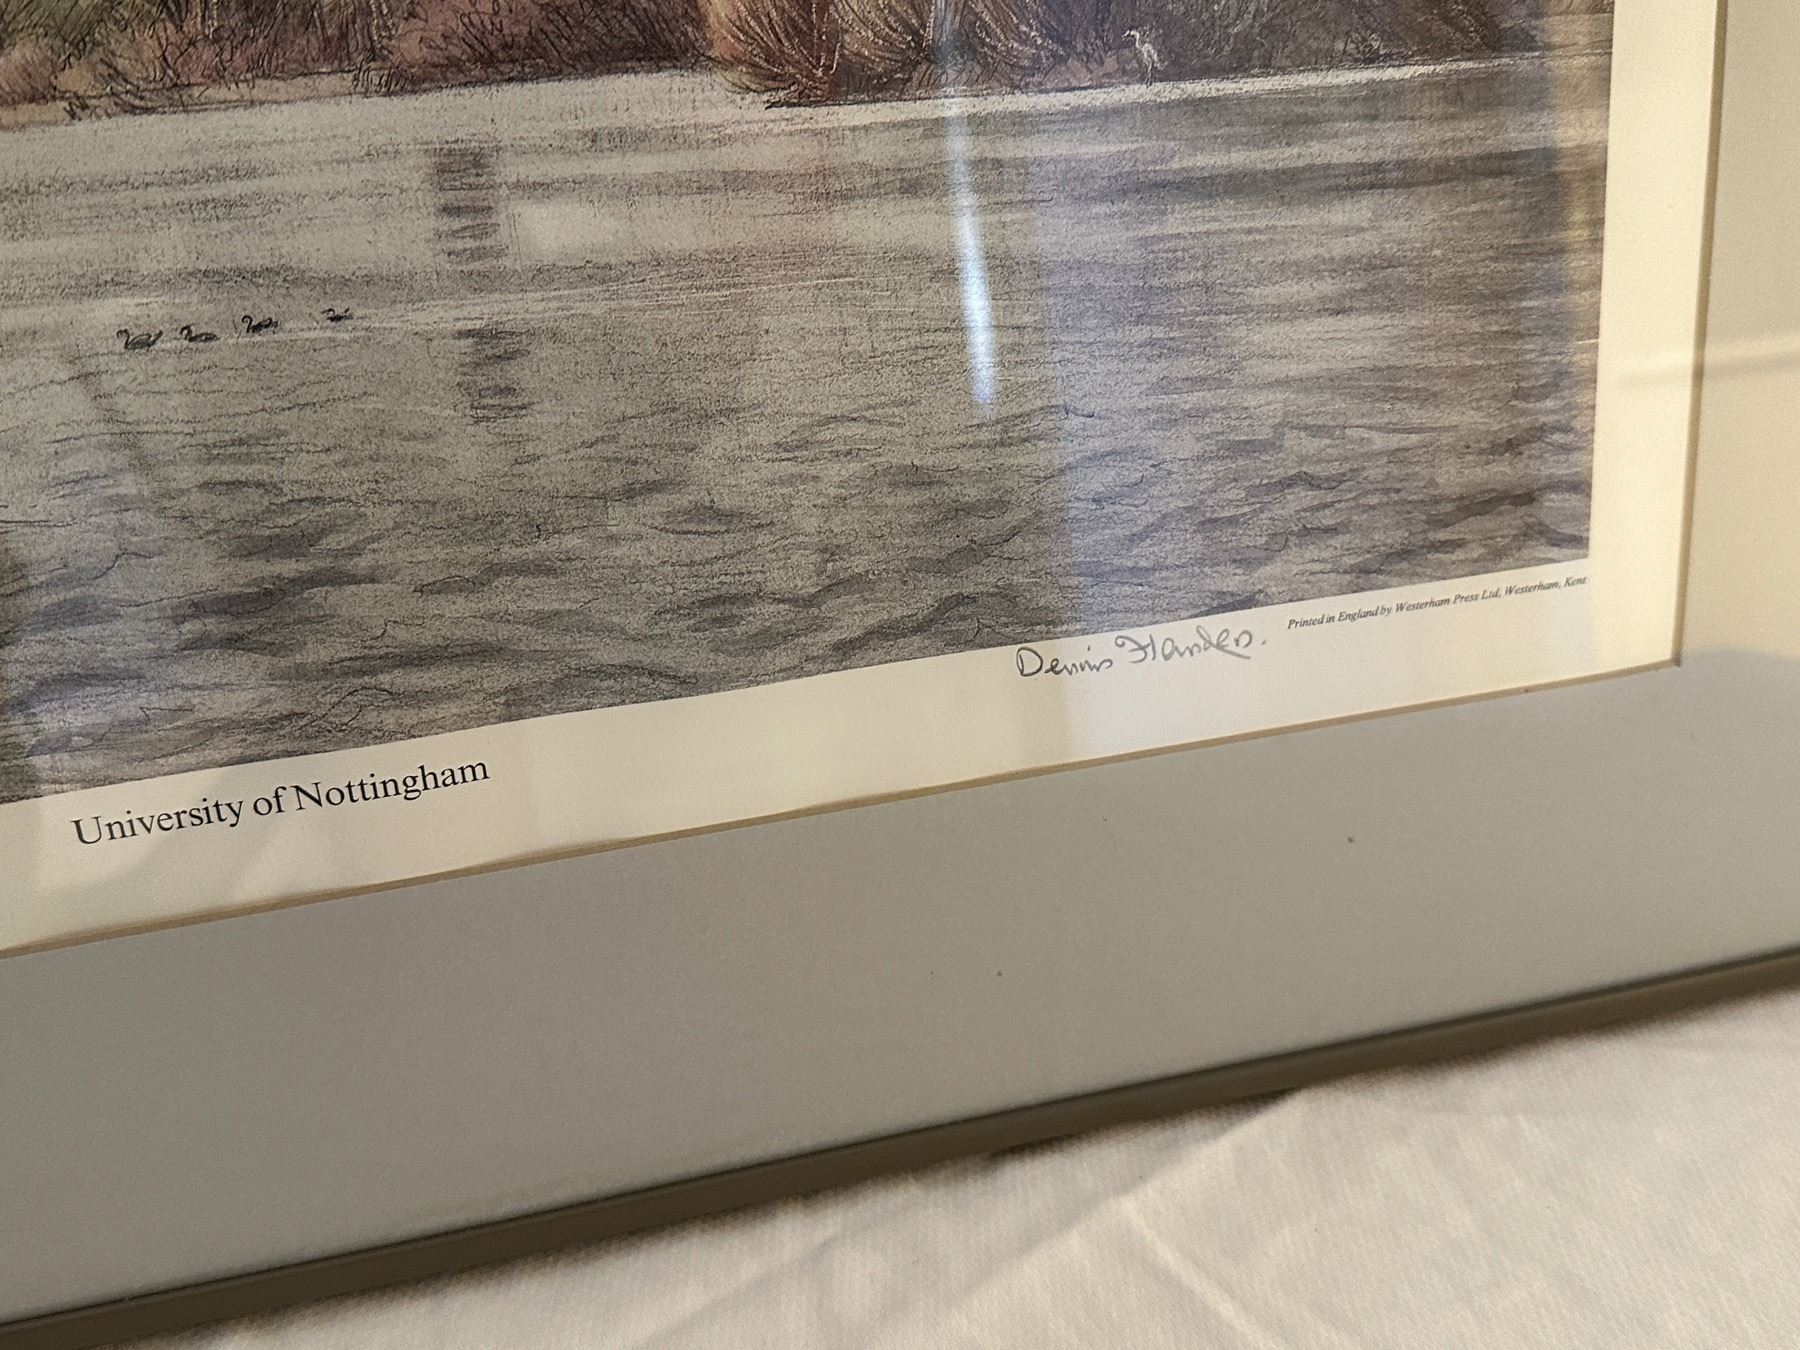 Printed in England by Westerham Press Ltd, Westerham, Kent
Dennis Flanders.
University of Nottingham